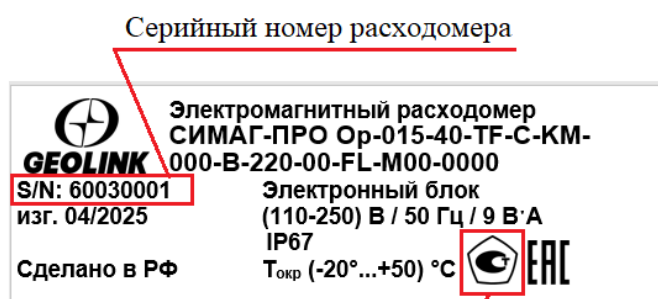 Серийный номер расходомера
Электромагнитный расходомер
СИМАГ-ПРО Ор-015-40-TF-C-KM-
GEOLINK 000-В-220-00-FL-M00-0000
S/N: 60030001 Электронный блок
изг. 04/2025 (110-250) В / 50 Гц / 9 В·А
IP67
Сделано в РФ Токр (-20°...+50) °С EAC